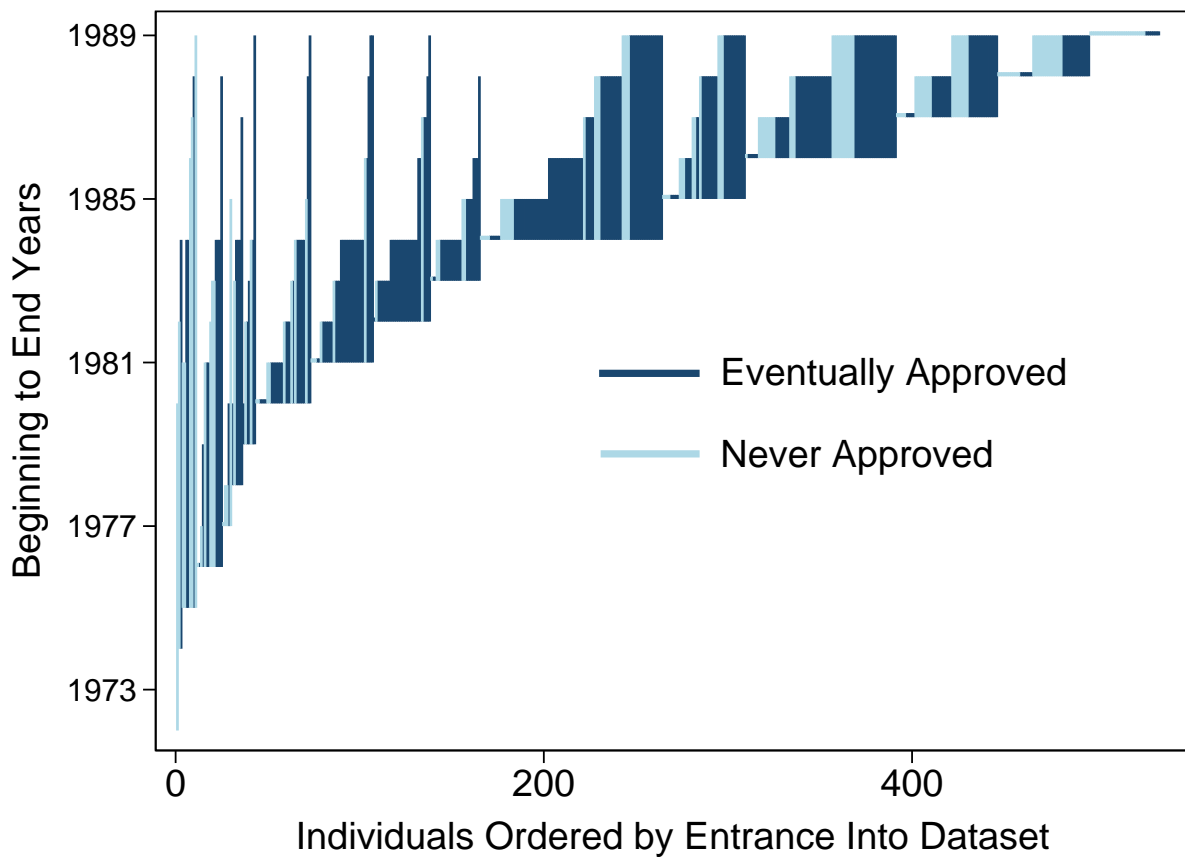 Beginning to End Years
1989
1985
1981
1977
1973
Eventually Approved
Never Approved
0
200
400
Individuals Ordered by Entrance Into Dataset